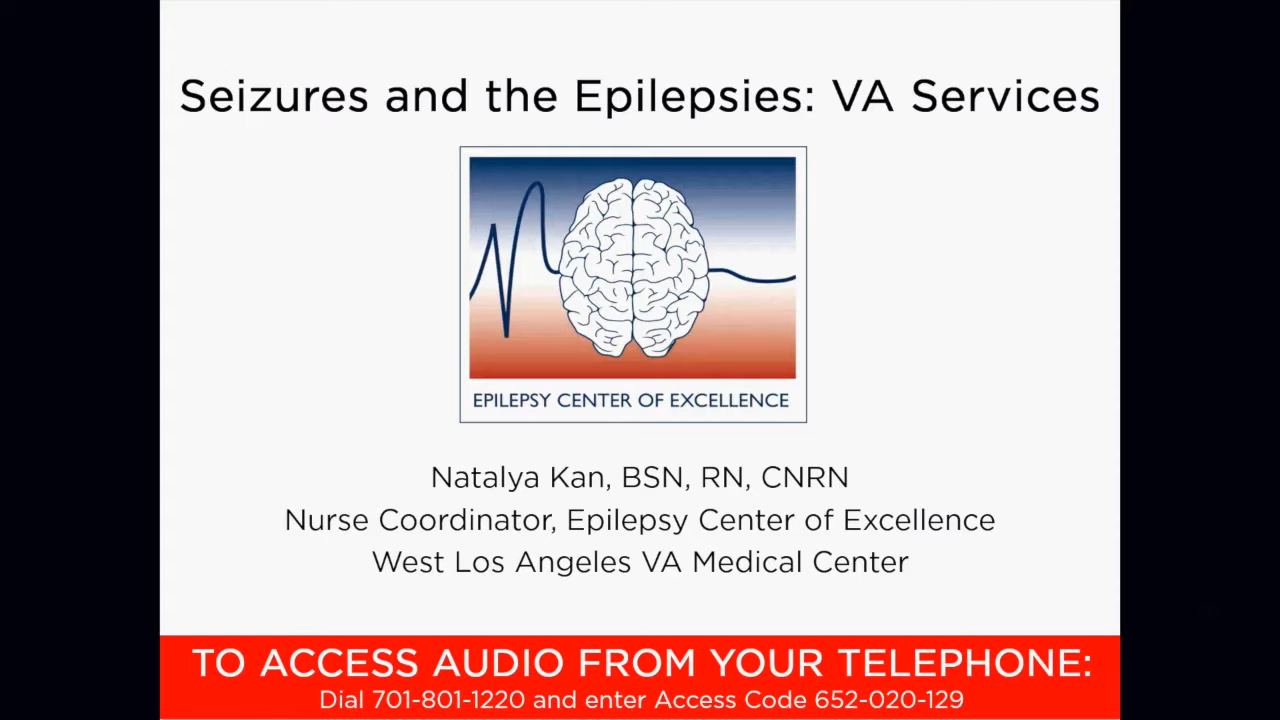 Seizures and the Epilepsies: VA Services
EPILEPSY CENTER OF EXCELLENCE
Natalya Kan, BSN, RN, CNRN
Nurse Coordinator, Epilepsy Center of Excellence
West Los Angeles VA Medical Center
TO ACCESS AUDIO FROM YOUR TELEPHONE:
Dial 701-801-1220 and enter Access Code 652-020-129